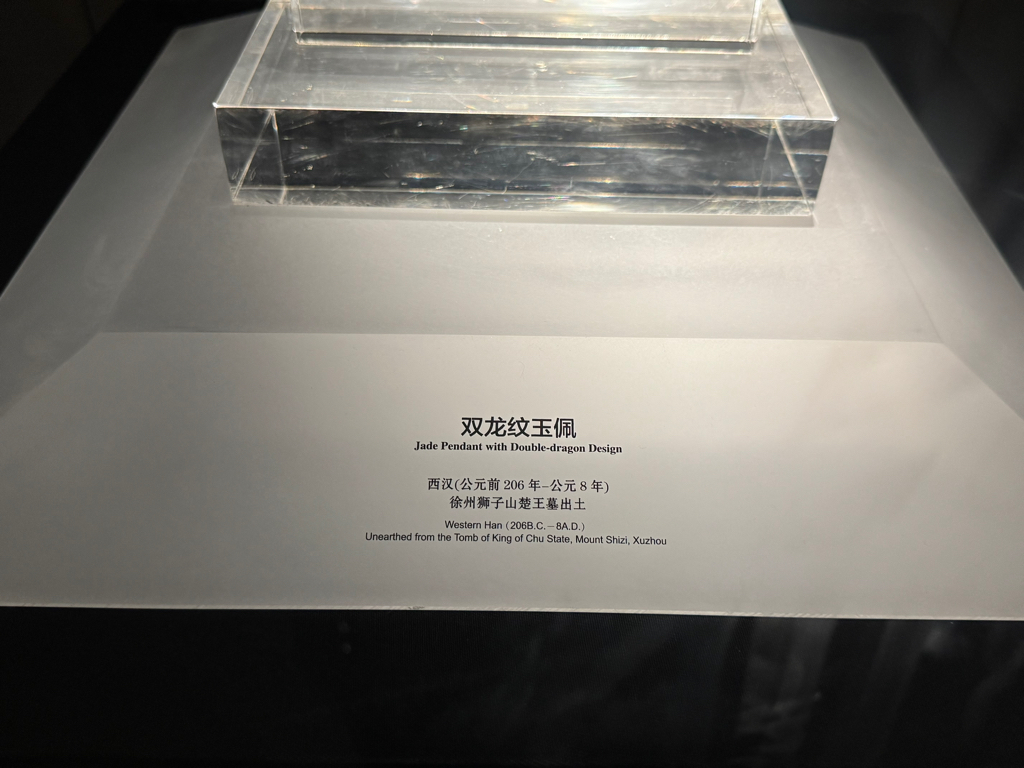 双龙纹玉佩
Jade Pendant with Double-dragon Design
西汉(公元前 206 年–公元 8 年)
徐州狮子山楚王墓出土
Western Han (206B.C.－8A.D.)
Unearthed from the Tomb of King of Chu State, Mount Shizi, Xuzhou